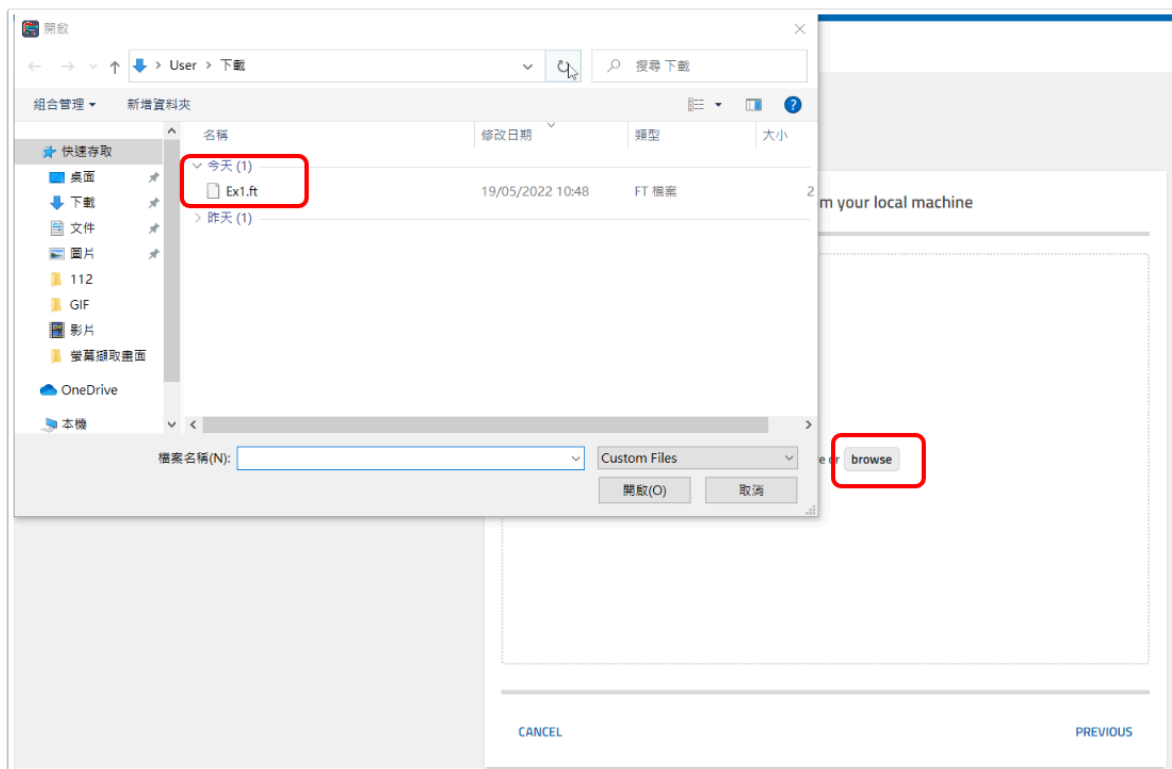 開啟
User > 下載
搜尋 下載
組合管理
新增資料夾
名稱
修改日期
類型
大小
快速存取
桌面
下載
文件
圖片
112
GIF
影片
螢幕擷取畫面
OneDrive
本機
今天 (1)
Ex1.ft
19/05/2022 10:48
FT 檔案
2
昨天 (1)
檔案名稱(N):
Custom Files
開啟(O)
取消
m your local machine
e or browse
CANCEL
PREVIOUS